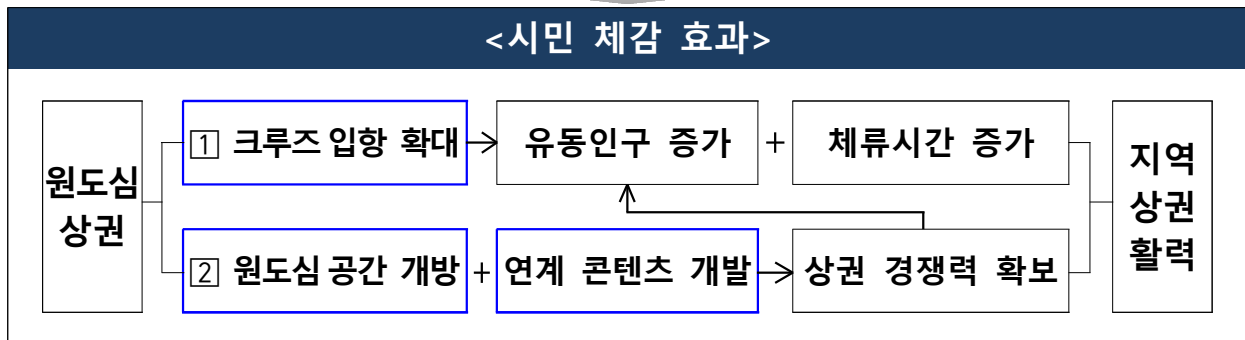 <시민 체감 효과>
원도심
상권
1 크루즈 입항 확대 → 유동인구 증가 + 체류시간 증가
2 원도심 공간 개방 + 연계 콘텐츠 개발 → 상권 경쟁력 확보
지역
상권
활력